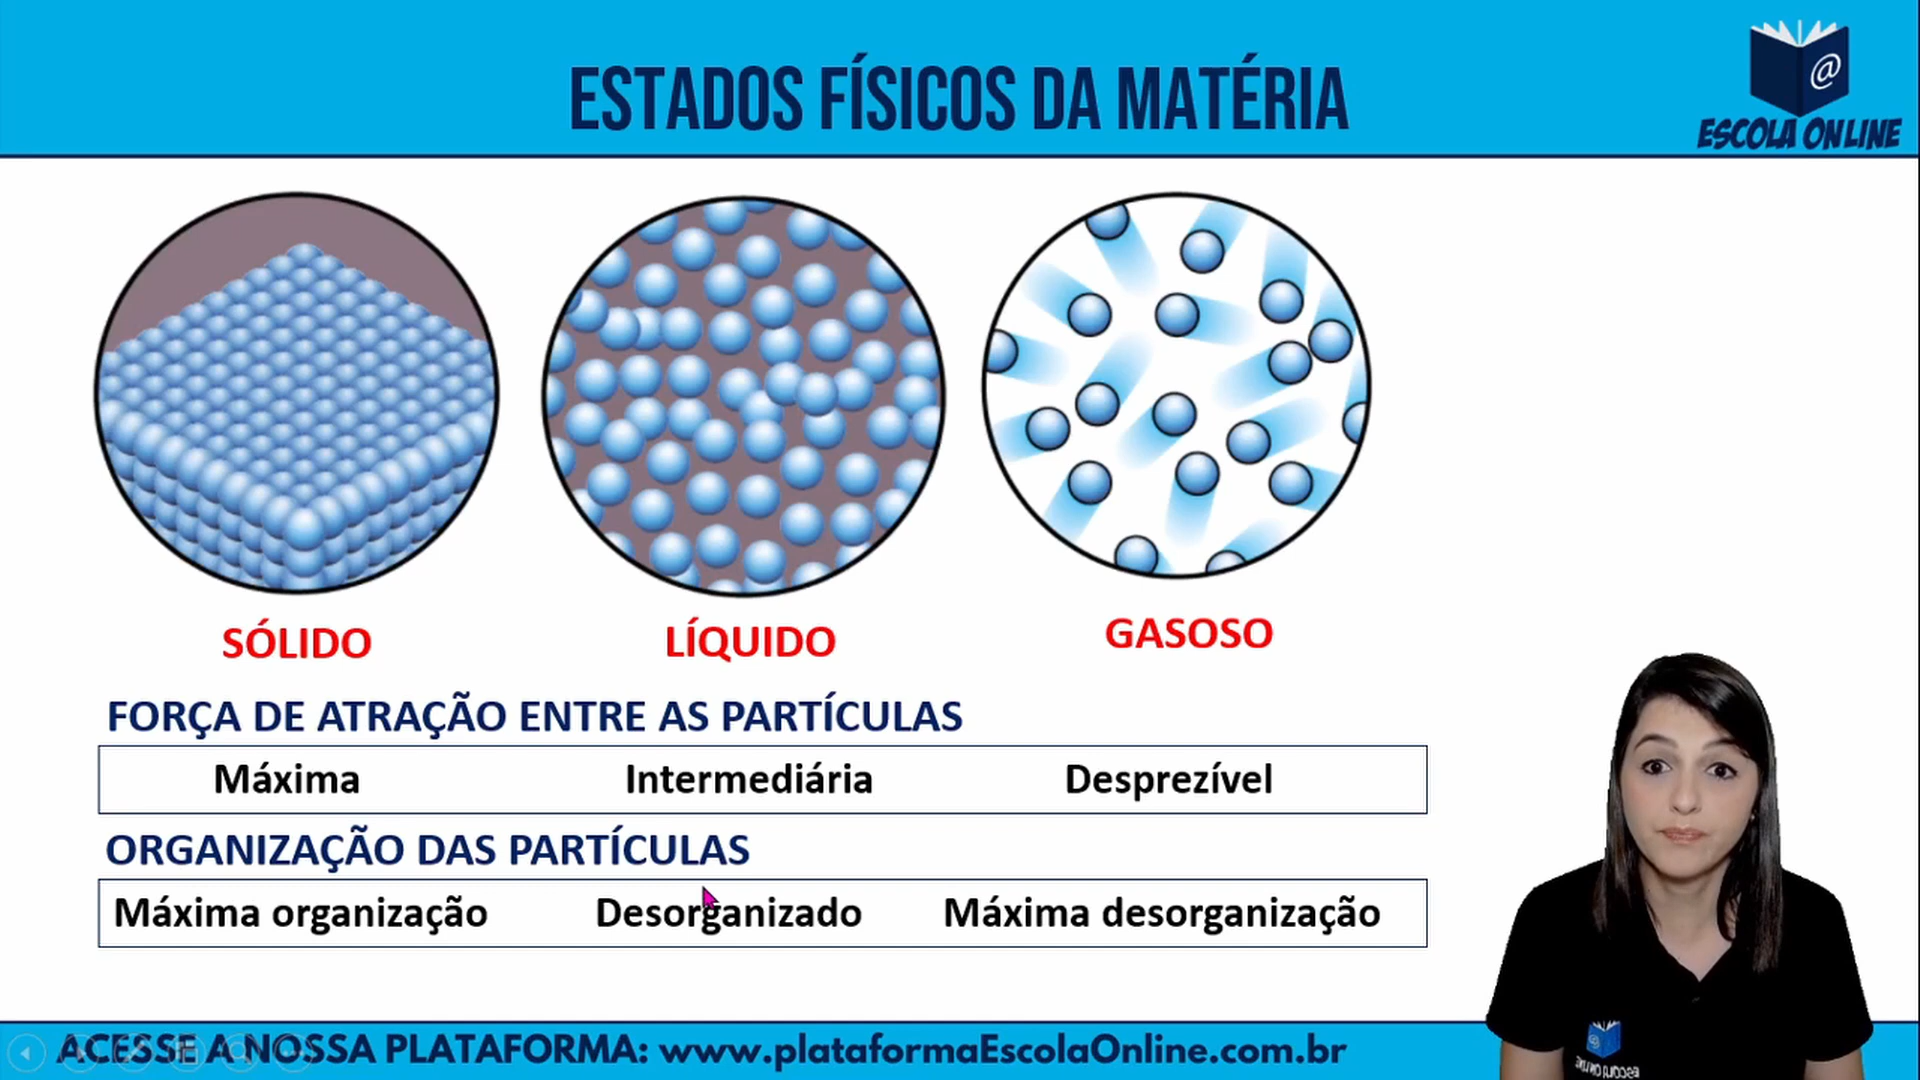 ESTADOS FÍSICOS DA MATÉRIA
@
ESCOLA ONLINE
SÓLIDO
LÍQUIDO
GASOSO
FORÇA DE ATRAÇÃO ENTRE AS PARTÍCULAS
Máxima
Intermediária
Desprezível
ORGANIZAÇÃO DAS PARTÍCULAS
Máxima organização
Desorganizado
Máxima desorganização
ACESSE A NOSSA PLATAFORMA: www.plataformaEscolaOnline.com.br